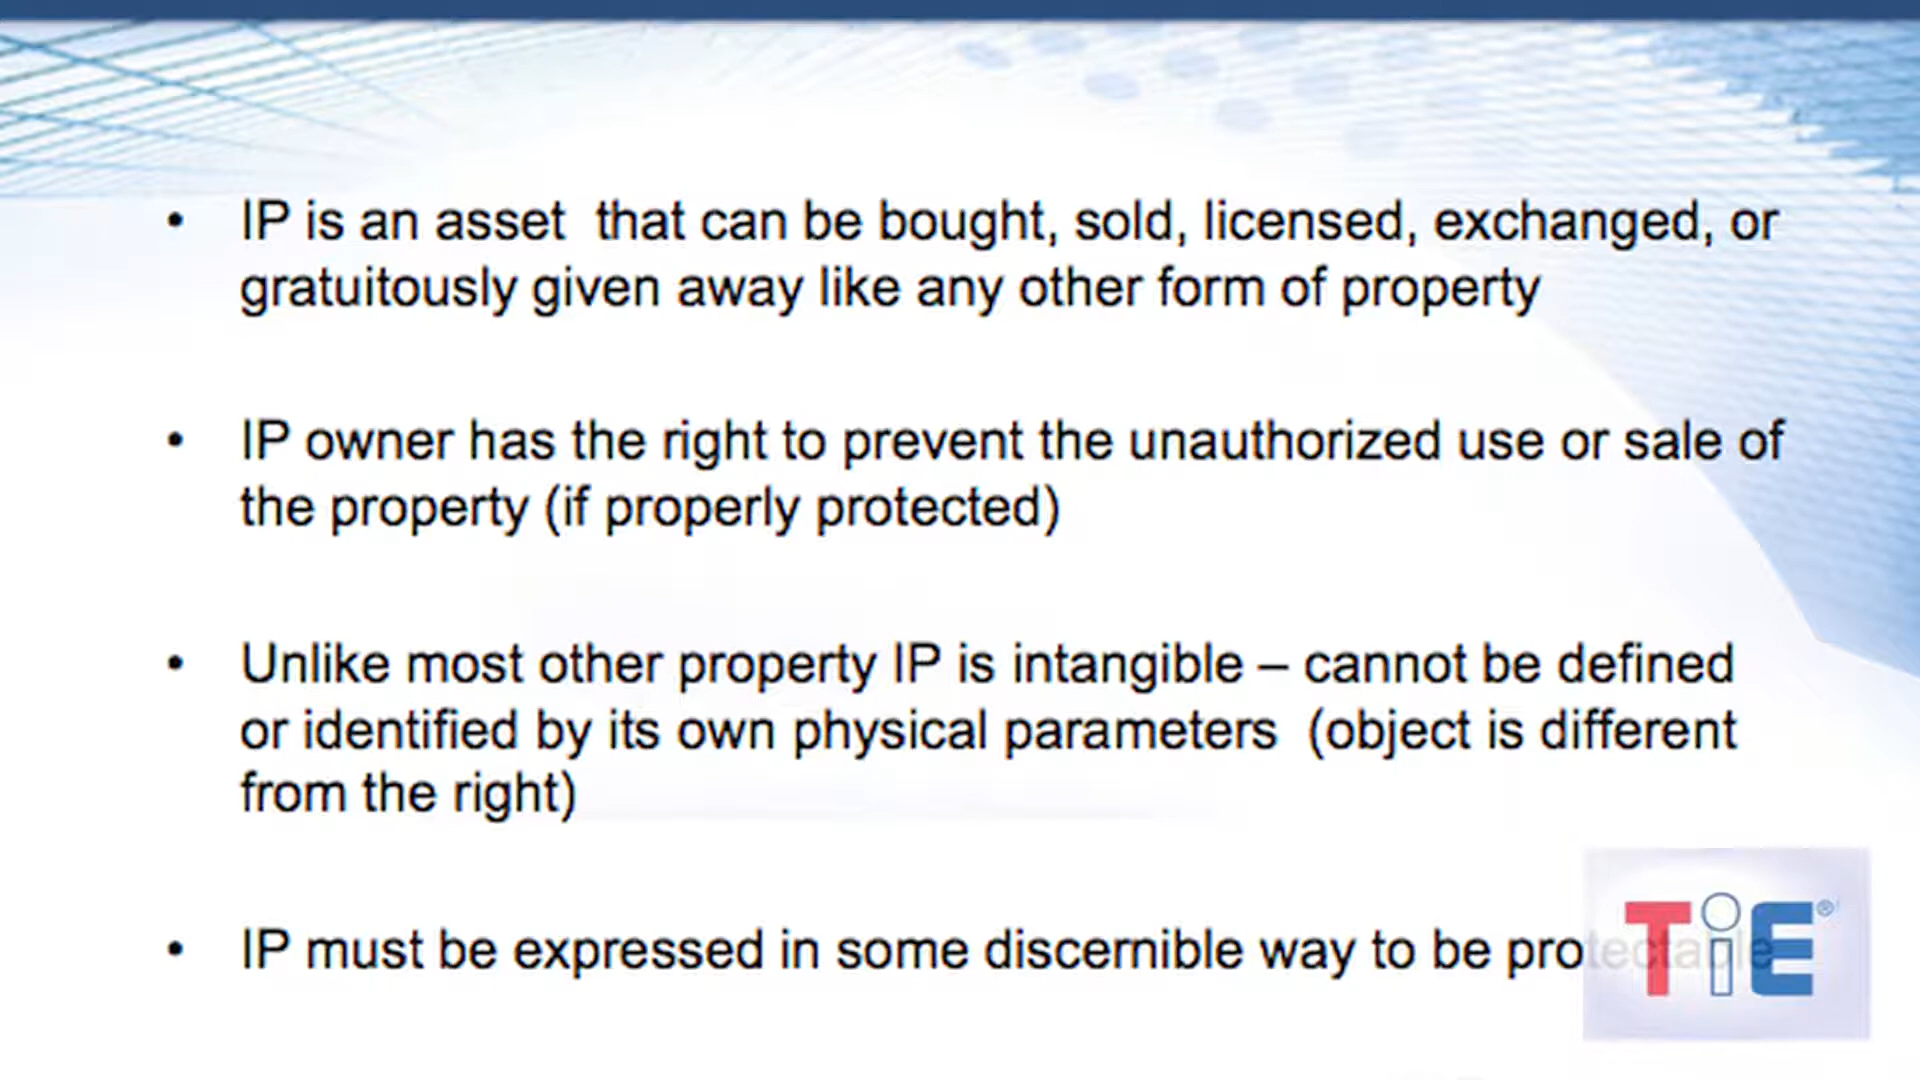 • IP is an asset  that can be bought, sold, licensed, exchanged, or
gratuitously given away like any other form of property
• IP owner has the right to prevent the unauthorized use or sale of
the property (if properly protected)
• Unlike most other property IP is intangible – cannot be defined
or identified by its own physical parameters  (object is different
from the right)
• IP must be expressed in some discernible way to be protectable
TiE®